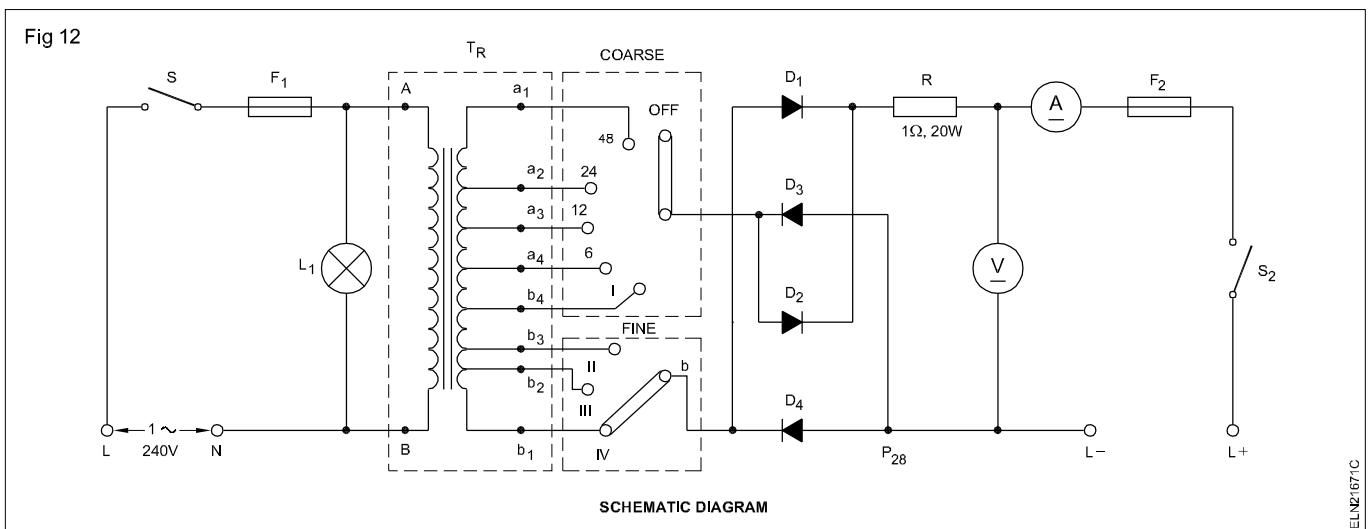 Fig 12
T_R
COARSE
S
F₁
A
a₁
OFF
48
D₁
R
1Ω, 20W
A
F₂
a₂
24
a₃
12
D₃
a₄
6
L₁
I
b₄
V
S₂
D₂
FINE
b₃
II
b
b₂
III
D₄
L
1 ~
240V
N
B
b₁
IV
P₂₈
L−
L+
SCHEMATIC DIAGRAM
ELN21671C